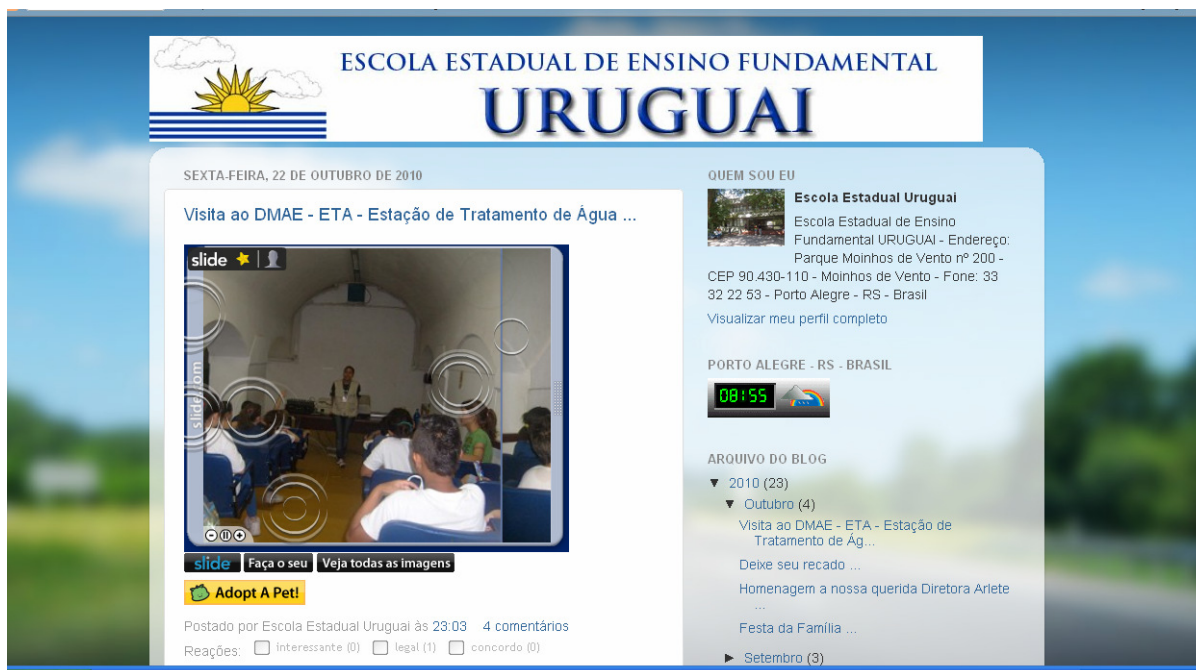 ESCOLA ESTADUAL DE ENSINO FUNDAMENTAL
URUGUAI
SEXTA-FEIRA, 22 DE OUTUBRO DE 2010
Visita ao DMAE - ETA - Estação de Tratamento de Água ...
slide
slide.com
slide
Faça o seu
Veja todas as imagens
Adopt A Pet!
Postado por Escola Estadual Uruguai às 23:03 4 comentários
Reações: interessante (0) legal (1) concordo (0)
QUEM SOU EU
Escola Estadual Uruguai
Escola Estadual de Ensino
Fundamental URUGUAI - Endereço:
Parque Moinhos de Vento nº 200 -
CEP 90.430-110 - Moinhos de Vento - Fone: 33
32 22 53 - Porto Alegre - RS - Brasil
Visualizar meu perfil completo
PORTO ALEGRE - RS - BRASIL
08:55
ARQUIVO DO BLOG
▼ 2010 (23)
▼ Outubro (4)
Visita ao DMAE - ETA - Estação de
Tratamento de Ág...
Deixe seu recado ...
Homenagem a nossa querida Diretora Arlete
...
Festa da Família ...
► Setembro (3)